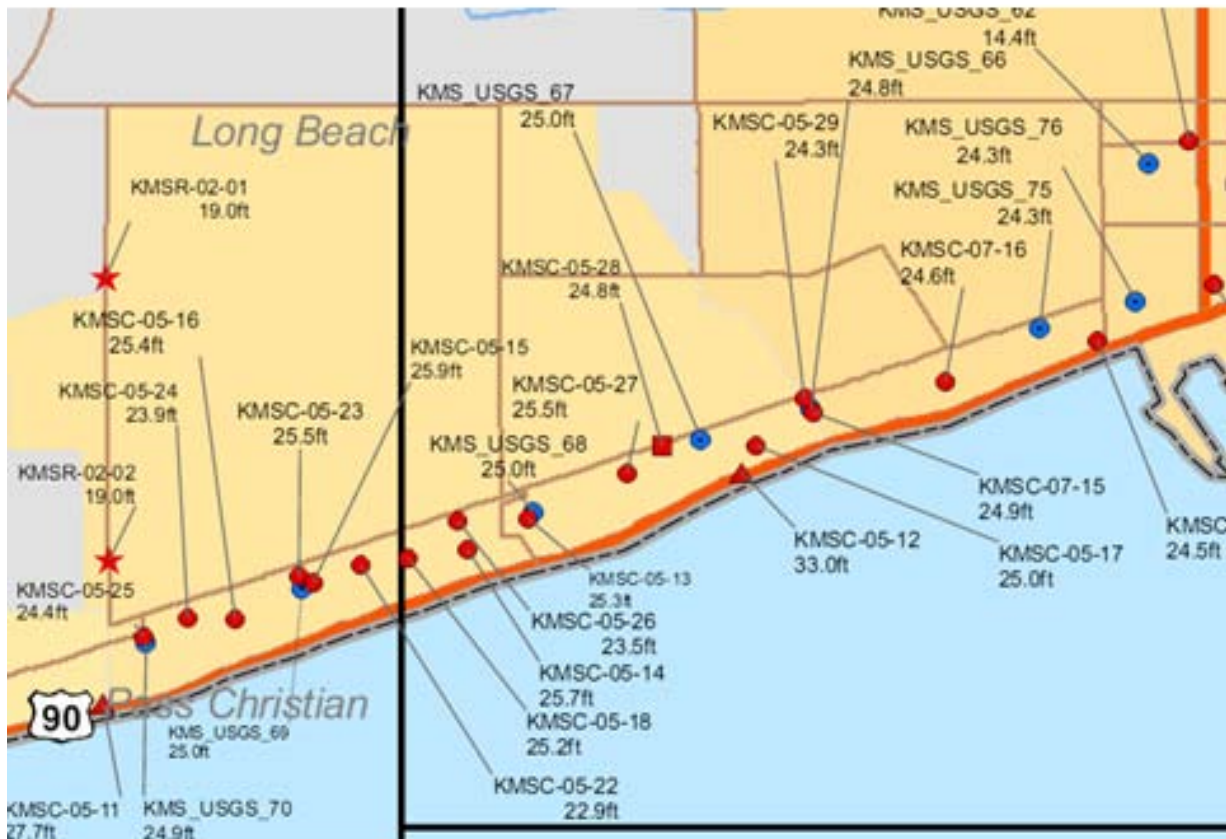 KMS_USGS_62
14.4ft
KMS_USGS_66
24.8ft
KMS_USGS_67
25.0ft
Long Beach
KMSC-05-29
24.3ft
KMS_USGS_76
24.3ft
KMSR-02-01
19.0ft
KMS_USGS_75
24.3ft
KMSC-07-16
24.6ft
KMSC-05-28
24.8ft
KMSC-05-16
25.4ft
KMSC-05-15
25.9ft
KMSC-05-24
23.9ft
KMSC-05-27
25.5ft
KMSC-05-23
25.5ft
KMS_USGS_68
25.0ft
KMSR-02-02
19.0ft
KMSC-07-15
24.9ft
KMSC
24.5ft
KMSC-05-12
33.0ft
KMSC-05-17
25.0ft
KMSC-05-25
24.4ft
KMSC-05-13
25.3ft
KMSC-05-26
23.5ft
KMSC-05-14
25.7ft
Pass Christian
90
KMSC-05-18
25.2ft
KMS_USGS_69
25.0ft
KMSC-05-22
22.9ft
KMSC-05-11
27.7ft
KMS_USGS_70
24.9ft